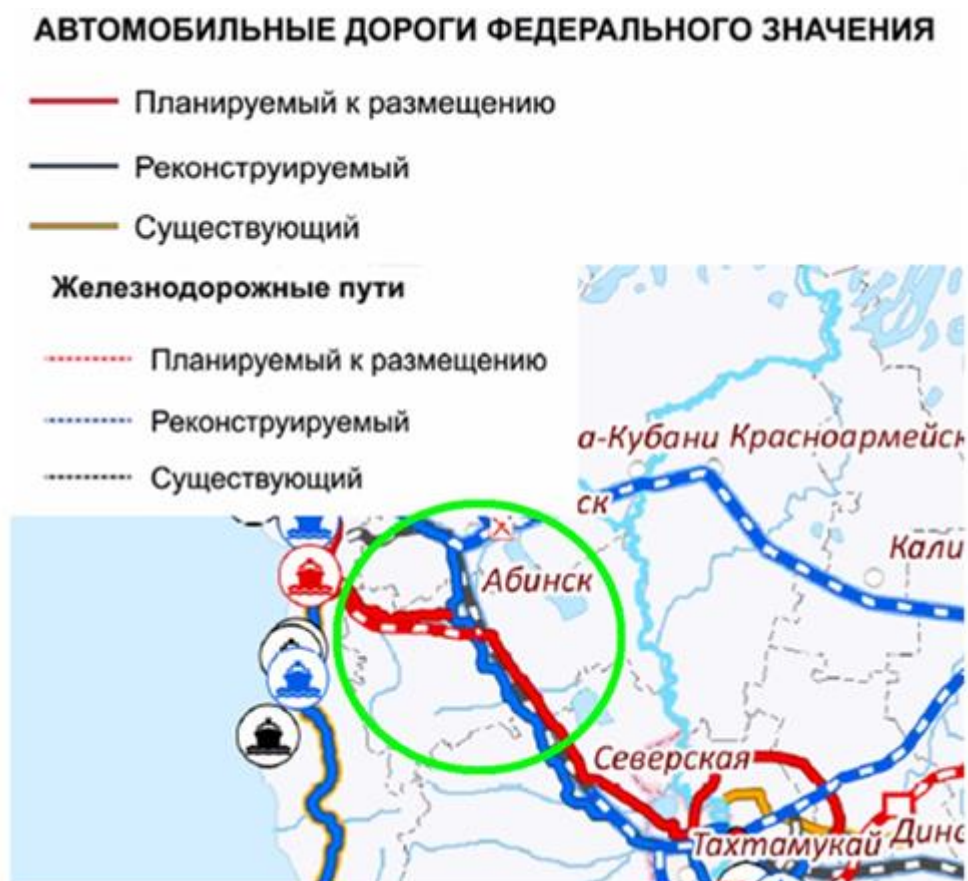 АВТОМОБИЛЬНЫЕ ДОРОГИ ФЕДЕРАЛЬНОГО ЗНАЧЕНИЯ
Планируемый к размещению
Реконструируемый
Существующий
Железнодорожные пути
Планируемый к размещению
Реконструируемый
Существующий
а-Кубани Красноармейск
ск
Кали
Абинск
Северская
Тахтамукай Динс